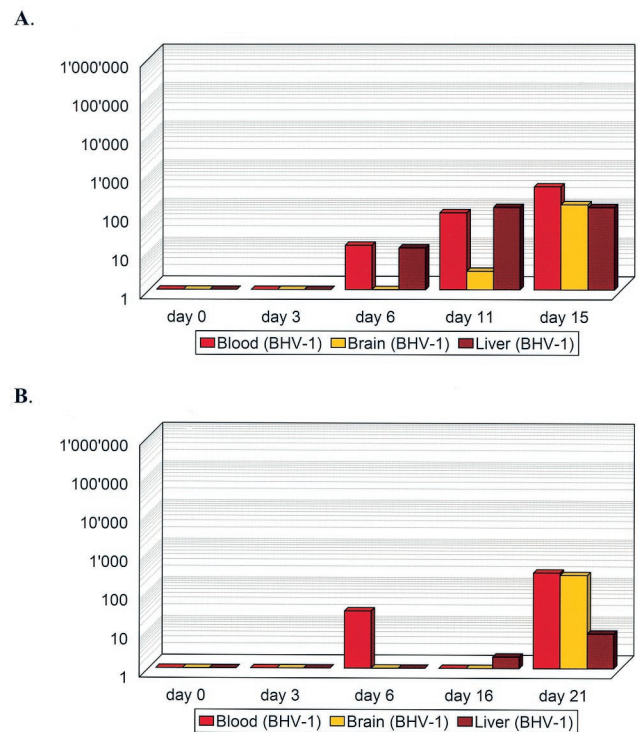 A.
1'000'000
100'000
10'000
1'000
100
10
1
day 0 day 3 day 6 day 11 day 15
Blood (BHV-1) Brain (BHV-1) Liver (BHV-1)
B.
1'000'000
100'000
10'000
1'000
100
10
1
day 0 day 3 day 6 day 16 day 21
Blood (BHV-1) Brain (BHV-1) Liver (BHV-1)